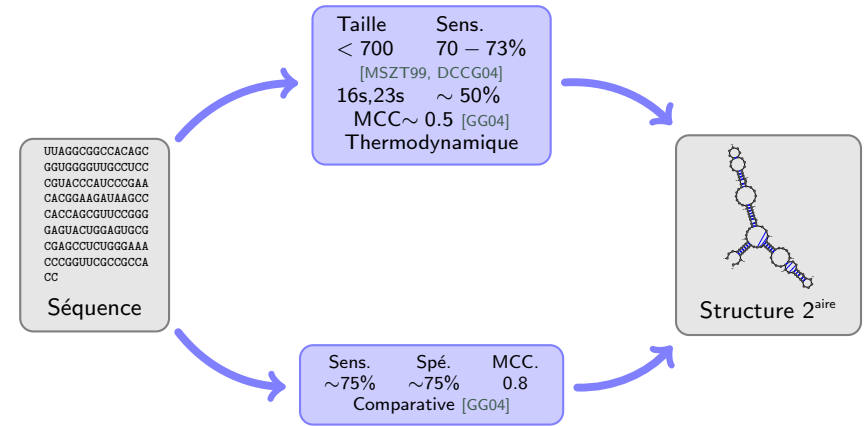 Taille Sens.
< 700 70 − 73%
[MSZT99, DCCG04]
16s,23s ∼ 50%
MCC∼ 0.5 [GG04]
Thermodynamique
UUAGGCGGCCACAGC
GGUGGGGUUGCCUCC
CGUACCCAUCCCGAA
CACGGAAGAUAAGCC
CACCAGCGUUCCGGG
GAGUACUGGAGUGCG
CGAGCCUCUGGGAAA
CCCGGUUCGCCGCCA
CC
Séquence
Structure 2aire
Sens. Spé. MCC.
∼75% ∼75% 0.8
Comparative [GG04]